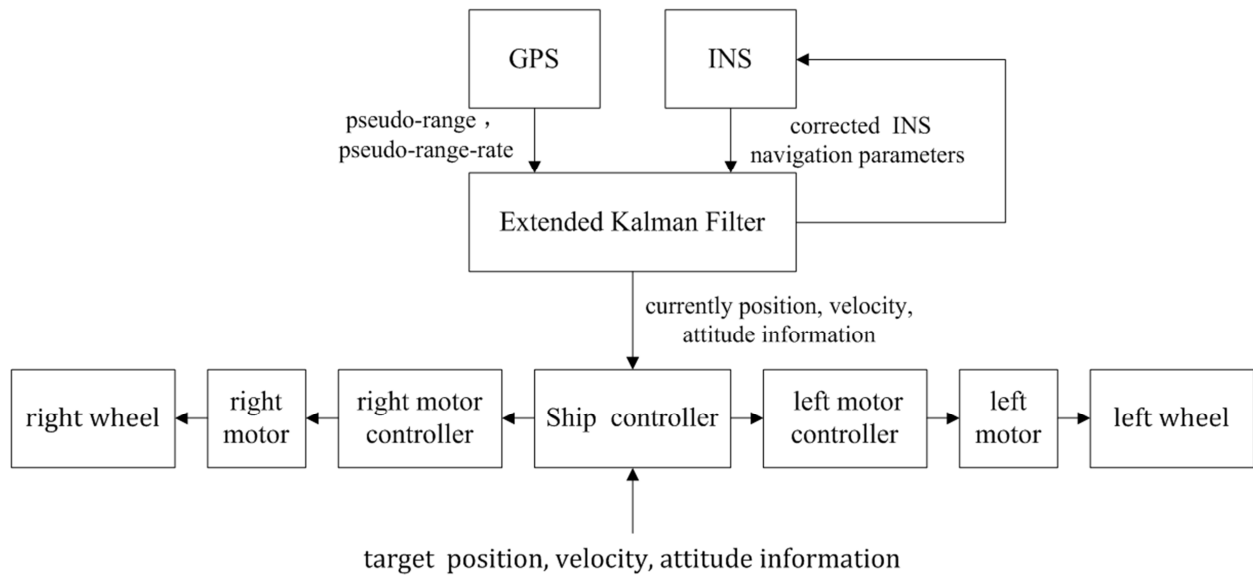 GPS
INS
pseudo-range，
pseudo-range-rate
corrected INS
navigation parameters
Extended Kalman Filter
currently position, velocity,
attitude information
right wheel
right
motor
right motor
controller
Ship controller
left motor
controller
left
motor
left wheel
target position, velocity, attitude information